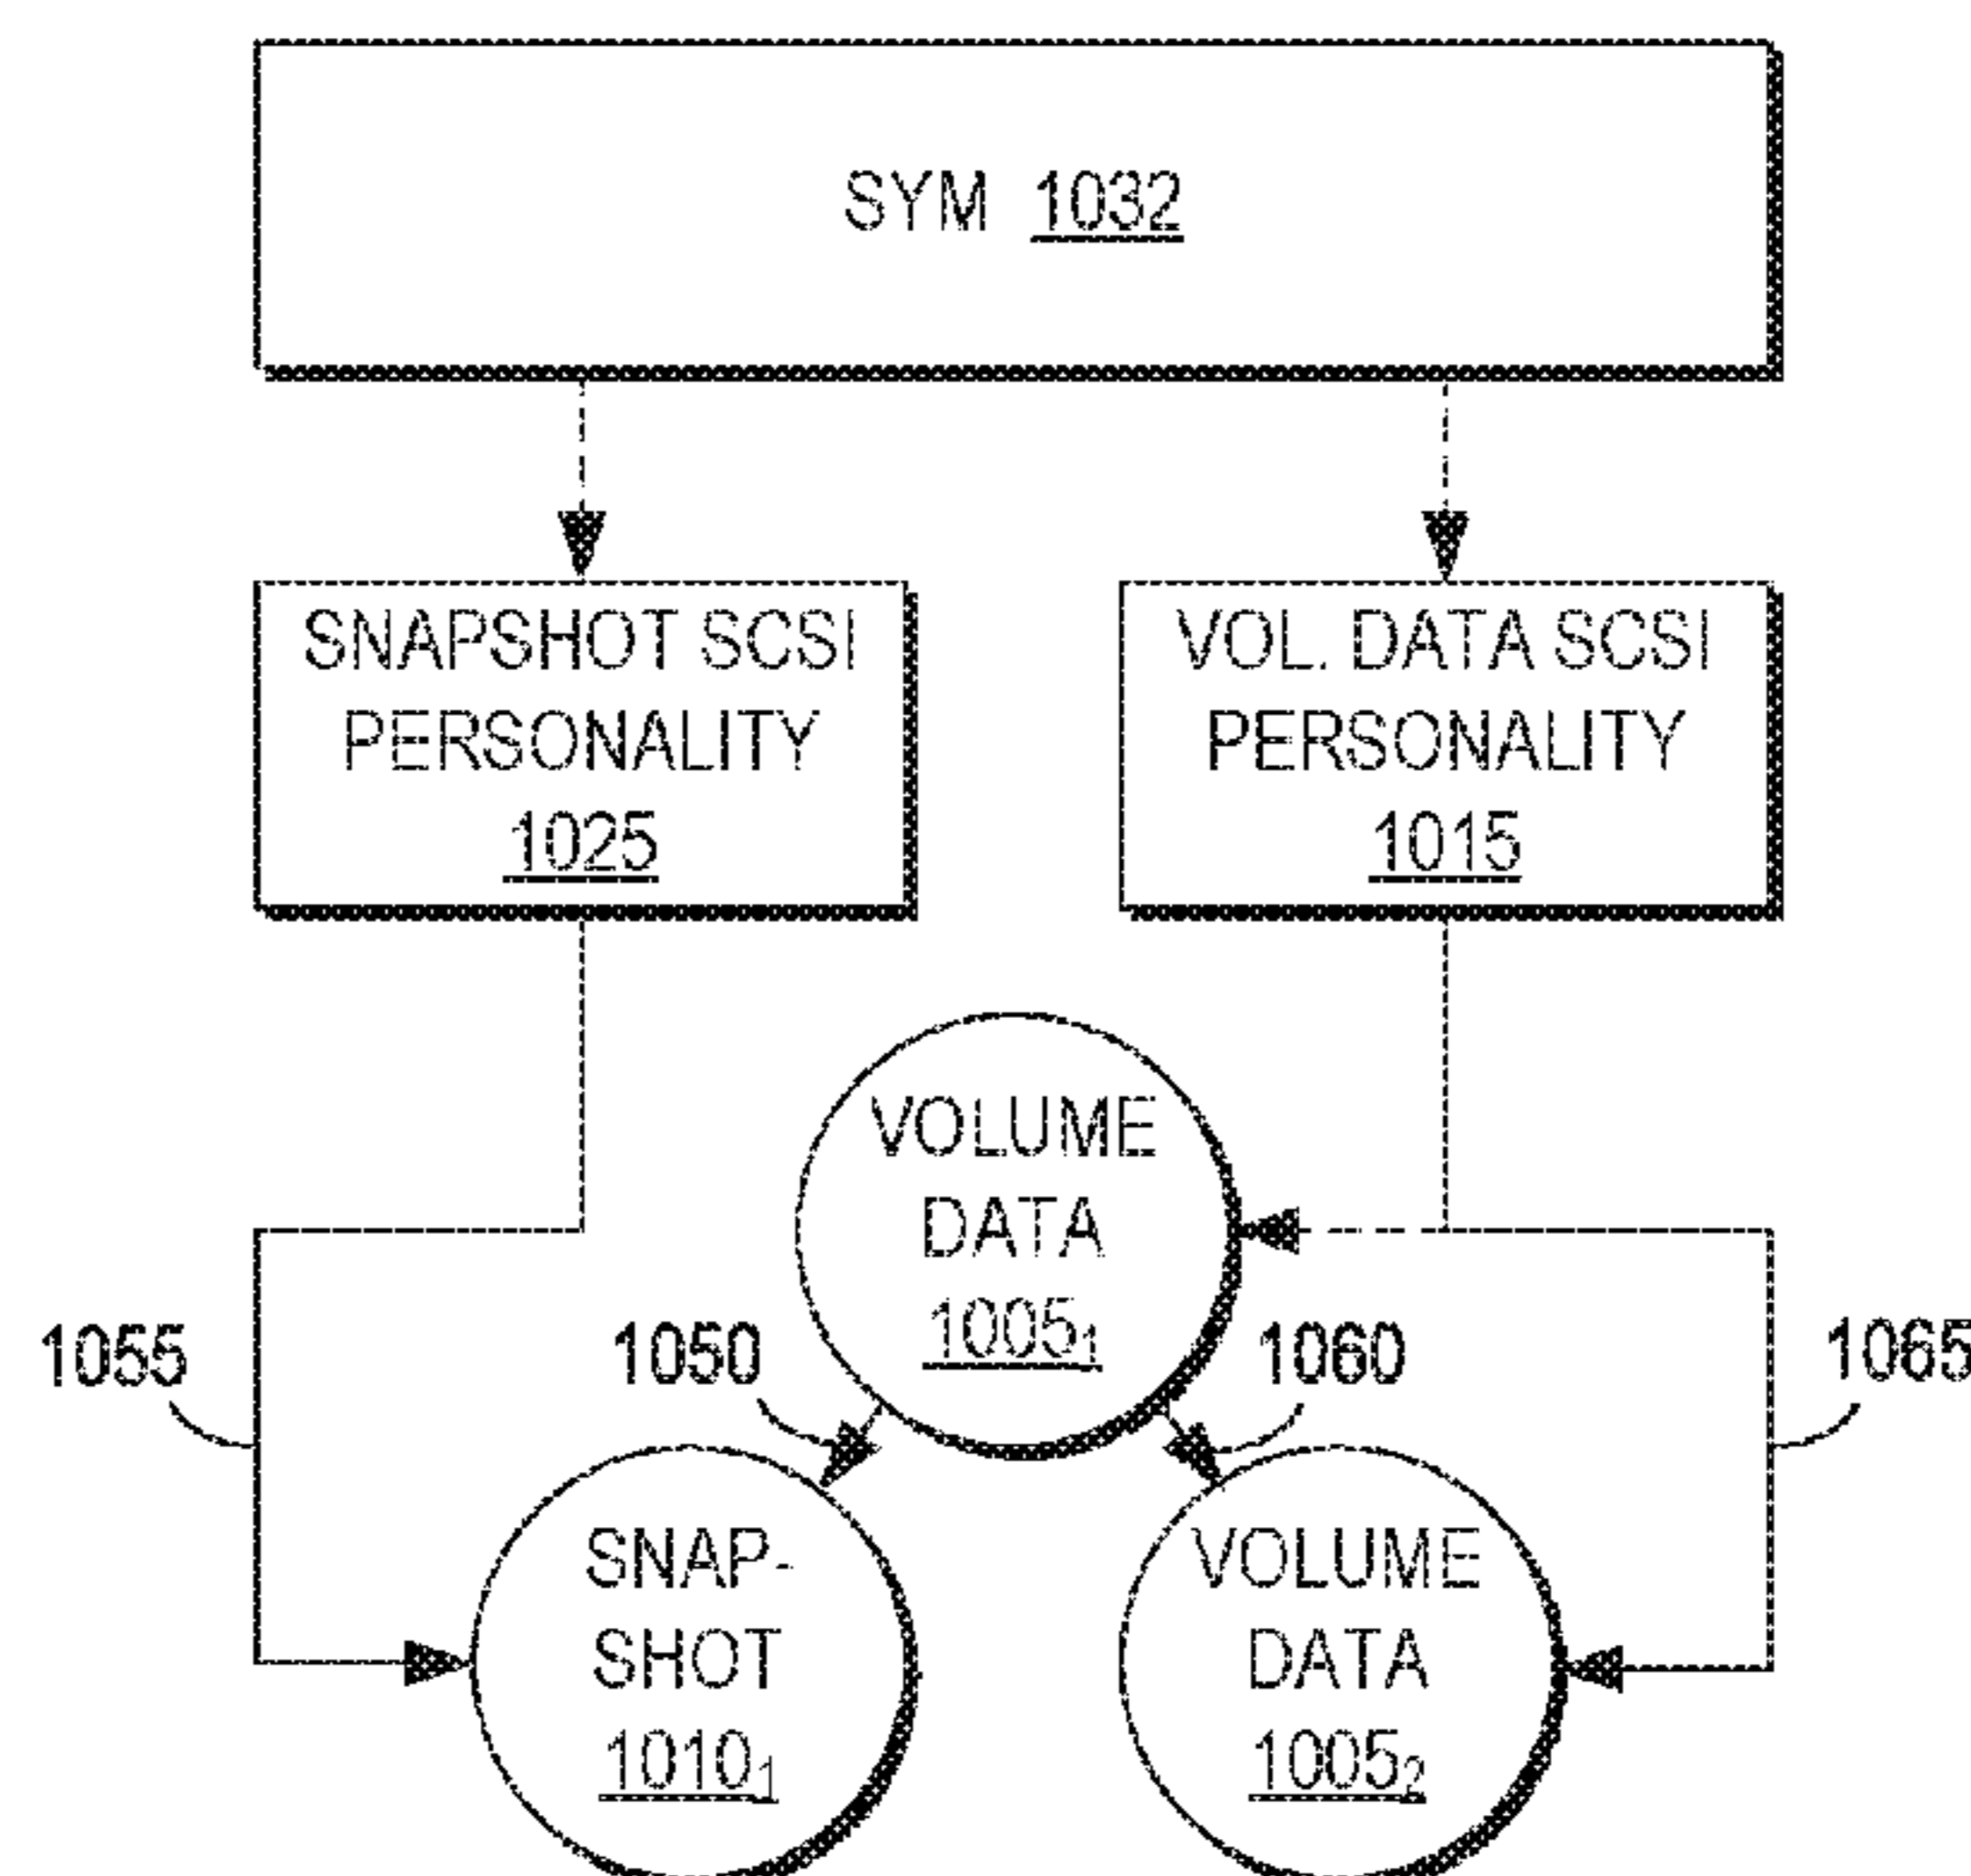 SYM 1032
SNAPSHOT SCSI
PERSONALITY
1025
VOL. DATA SCSI
PERSONALITY
1015
VOLUME
DATA
1005₁
1055
1050
1060
1065
SNAP-
SHOT
1010₁
VOLUME
DATA
1005₂